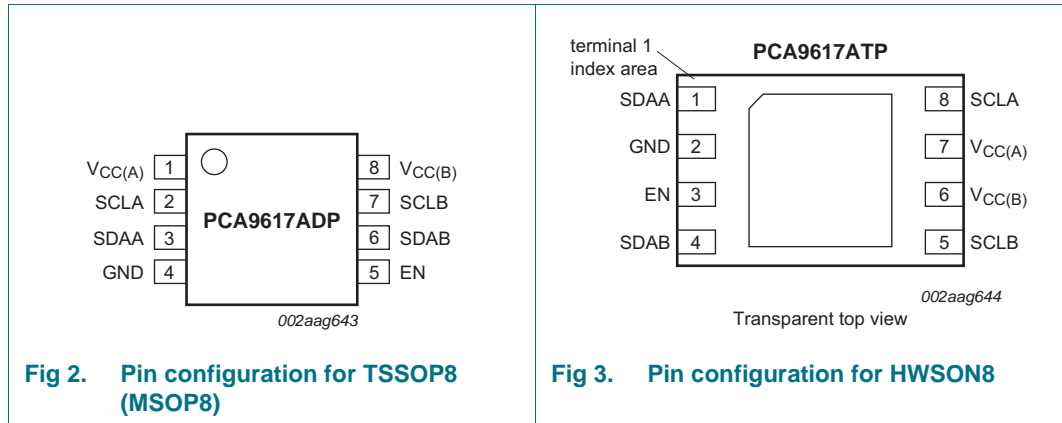 VCC(A) 1
SCLA 2
SDAA 3
GND 4
PCA9617ADP
8 VCC(B)
7 SCLB
6 SDAB
5 EN
002aag643
Fig 2. Pin configuration for TSSOP8
(MSOP8)
terminal 1
index area
PCA9617ATP
SDAA 1
GND 2
EN 3
SDAB 4
8 SCLA
7 VCC(A)
6 VCC(B)
5 SCLB
002aag644
Transparent top view
Fig 3. Pin configuration for HWSON8